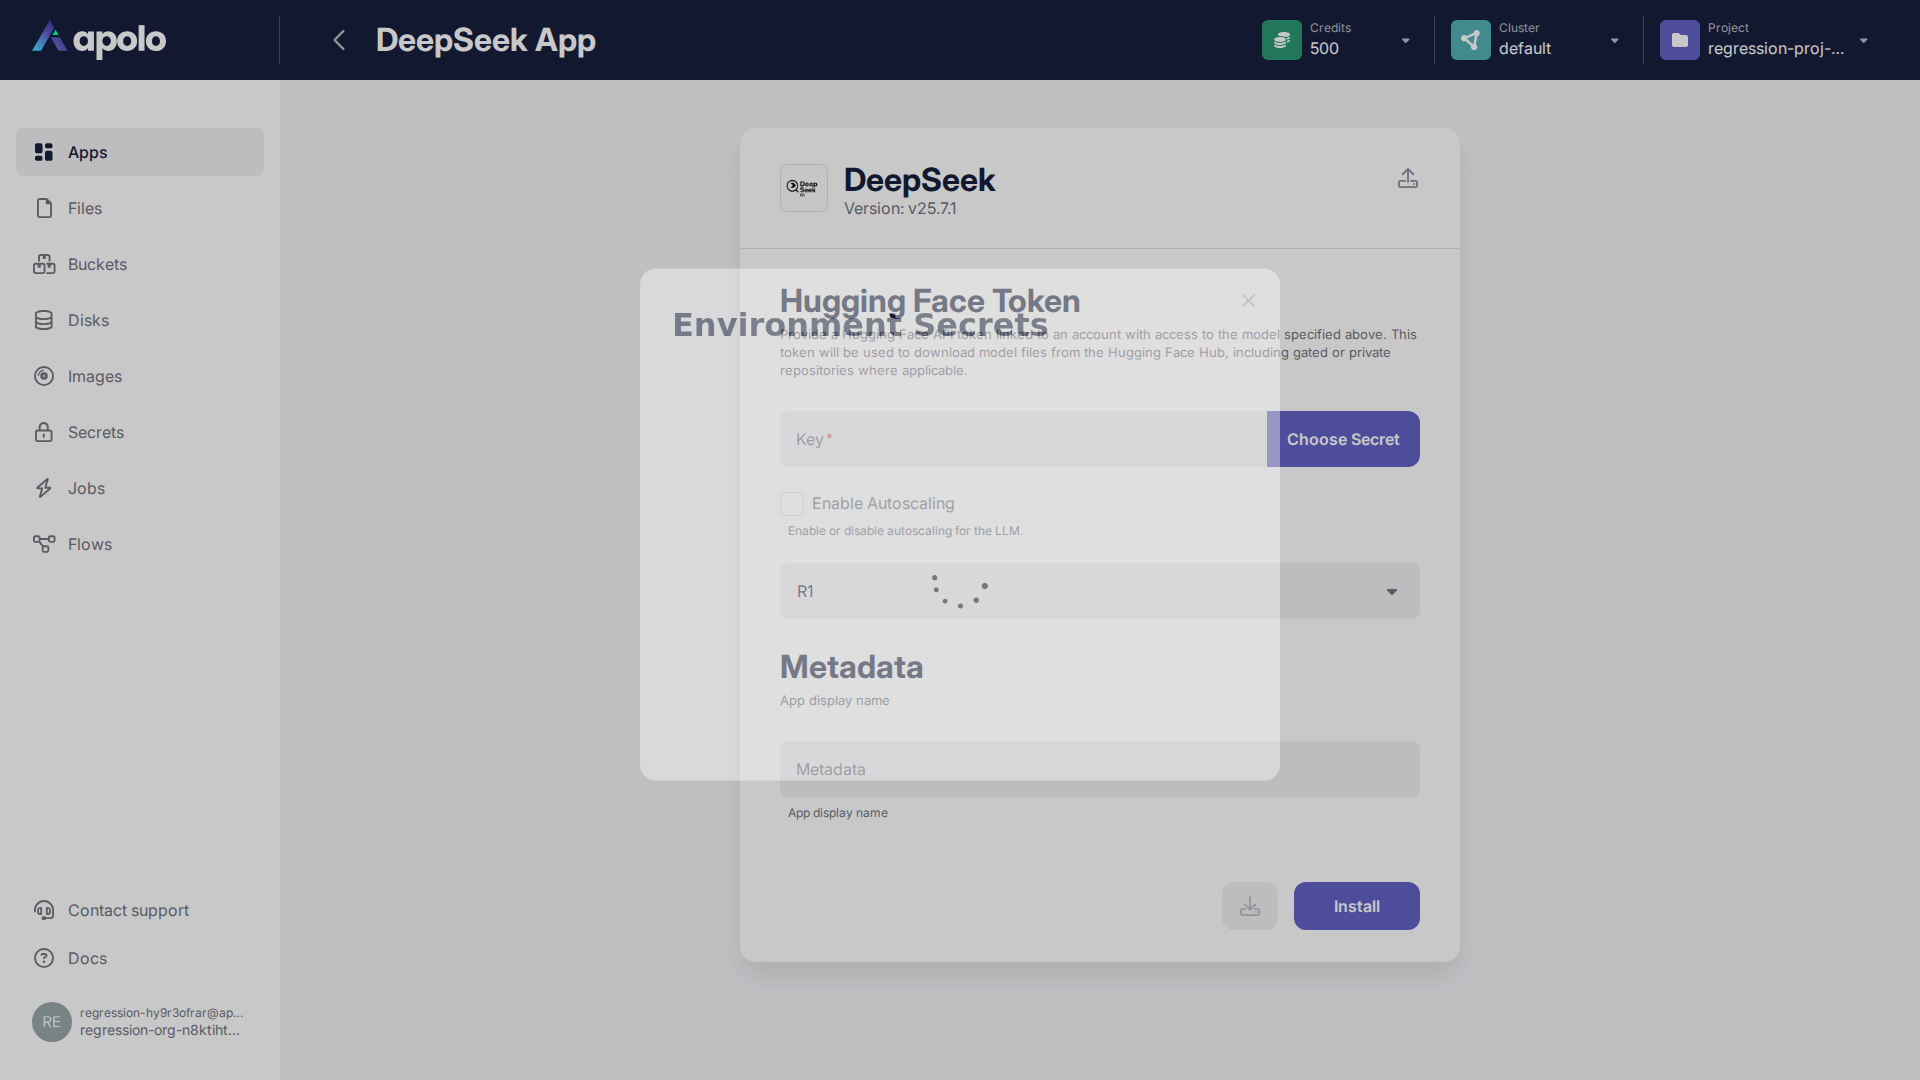 apolo
DeepSeek App
Credits
500
Cluster
default
Project
regression-proj-...
Apps
Files
Buckets
Disks
Images
Secrets
Jobs
Flows
Contact support
Docs
RE
regression-hy9r3ofrar@ap...
regression-org-n8ktiht...
Deep
Seek
R1
DeepSeek
Version: v25.7.1
Hugging Face Token
Environment Secrets
Provide a Hugging Face API token linked to an account with access to the model specified above. This
token will be used to download model files from the Hugging Face Hub, including gated or private
repositories where applicable.
Key*
Choose Secret
Enable Autoscaling
Enable or disable autoscaling for the LLM.
R1
Metadata
App display name
Metadata
App display name
Install